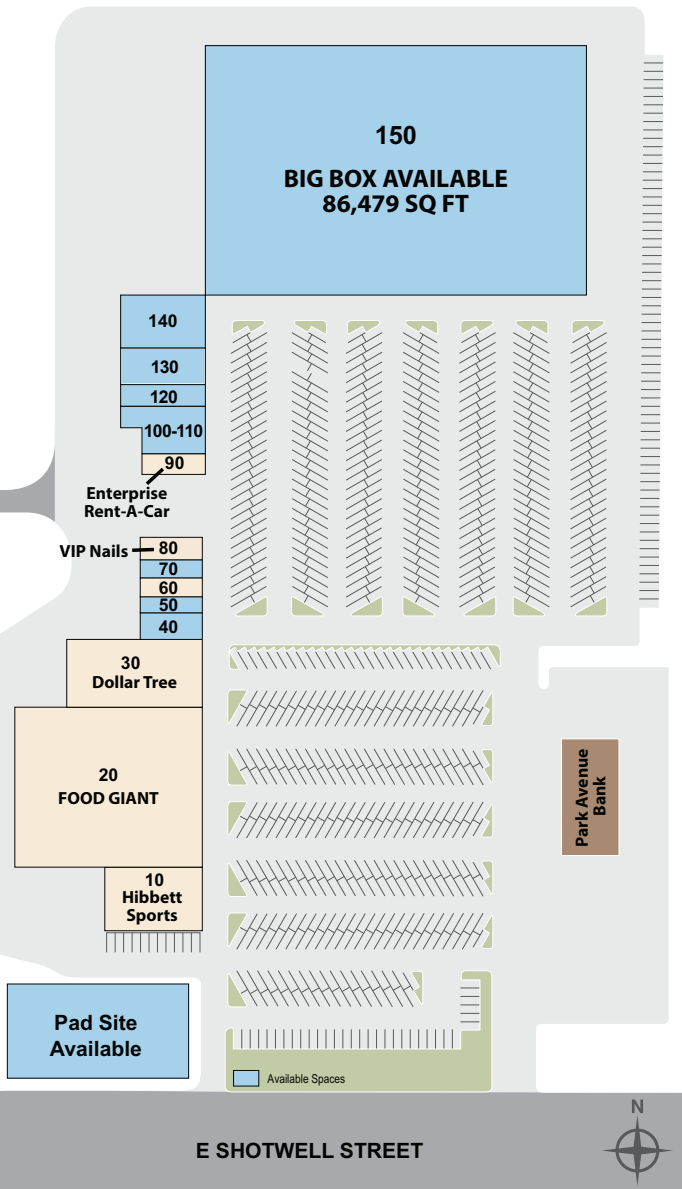 150
BIG BOX AVAILABLE
86,479 SQ FT
140
130
120
100-110
90
Enterprise
Rent-A-Car
VIP Nails
80
70
60
50
40
30
Dollar Tree
20
FOOD GIANT
Park Avenue
Bank
10
Hibbett
Sports
Pad Site
Available
Available Spaces
N
E SHOTWELL STREET